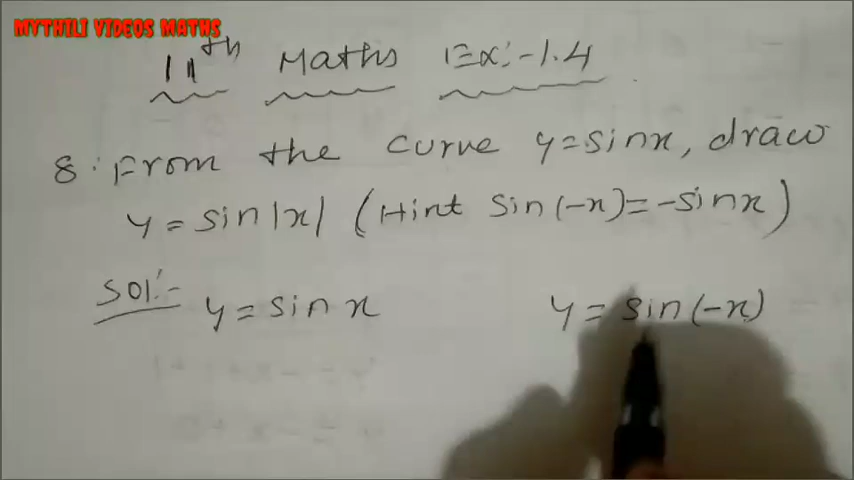 MYTHILI VIDEOS MATHS
11th Maths Ex:-1.4
8. From the curve y=sinx, draw
y = sin|x| (Hint sin(-x)=-sinx)
Sol:- y = sin x y = sin(-x)